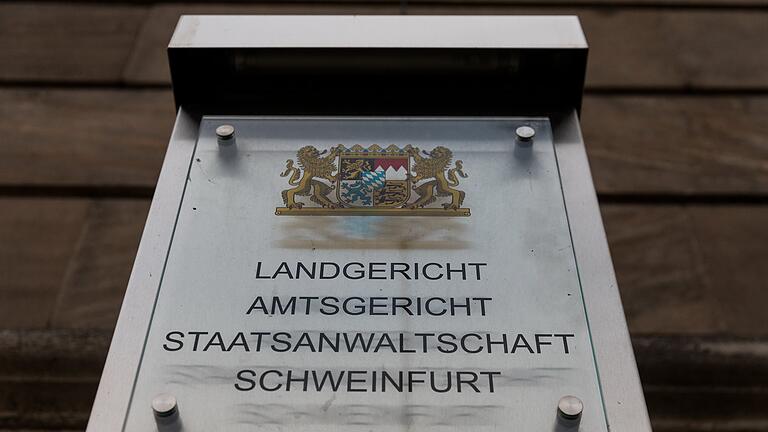 LANDGERICHT
AMTSGERICHT
STAATSANWALTSCHAFT
SCHWEINFURT